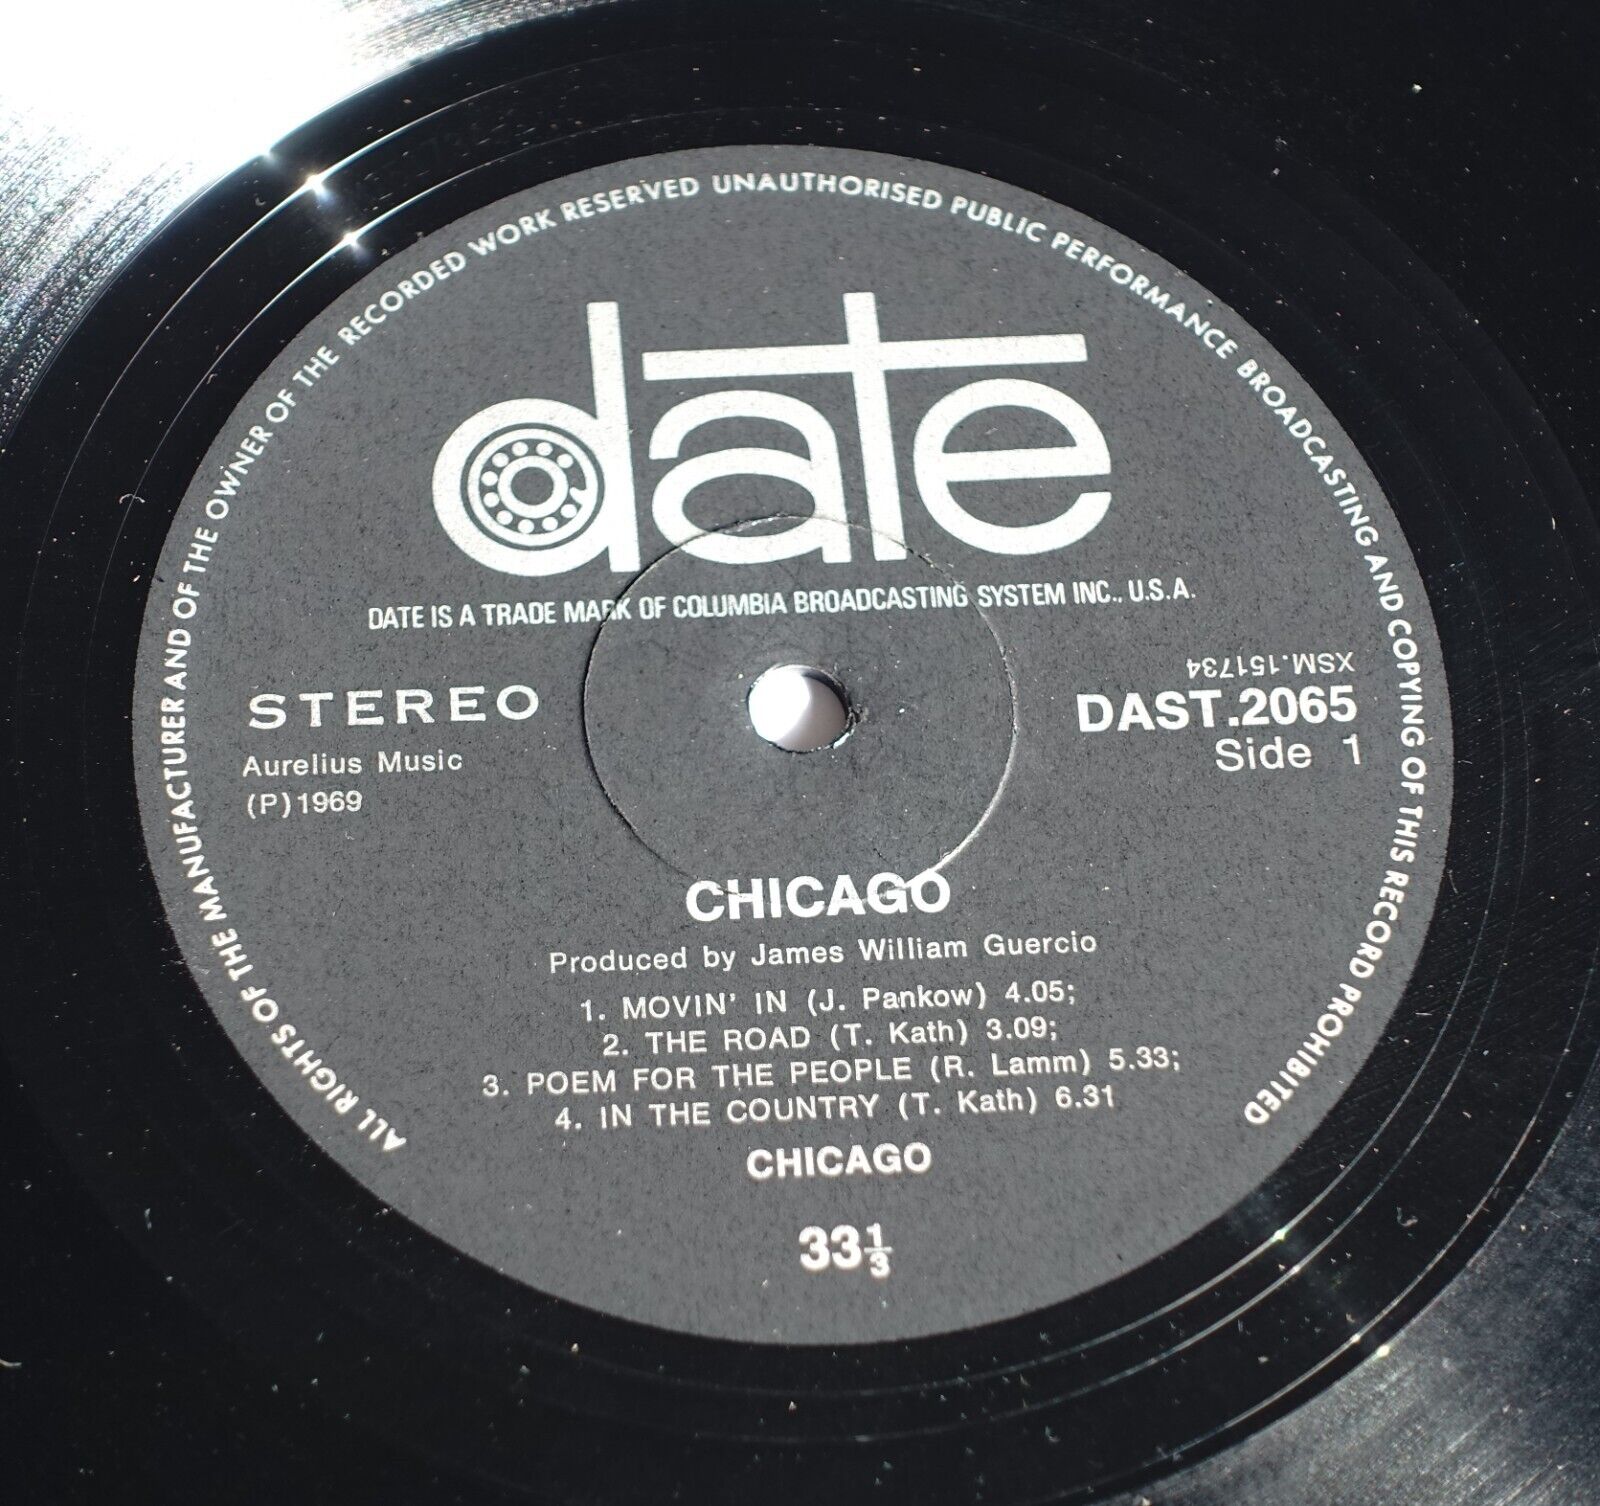 ALL RIGHTS OF THE MANUFACTURER AND OF THE OWNER OF THE RECORDED WORK RESERVED UNAUTHORISED PUBLIC PERFORMANCE BROADCASTING AND COPYING OF THIS RECORD PROHIBITED
date
DATE IS A TRADE MARK OF COLUMBIA BROADCASTING SYSTEM INC., U.S.A.
XSM.151734
STEREO
DAST.2065
Side 1
Aurelius Music
(P)1969
CHICAGO
Produced by James William Guercio
1. MOVIN' IN (J. Pankow) 4.05;
2. THE ROAD (T. Kath) 3.09;
3. POEM FOR THE PEOPLE (R. Lamm) 5.33;
4. IN THE COUNTRY (T. Kath) 6.31
CHICAGO
33⅓